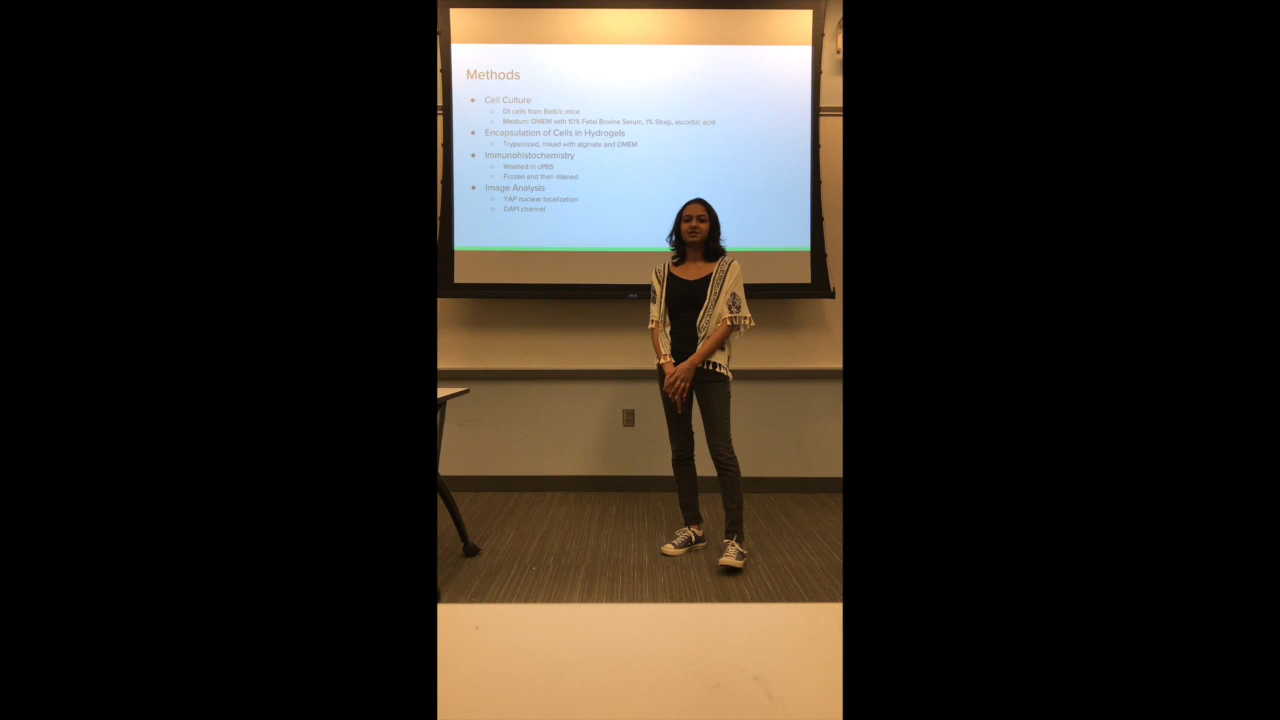 Methods
● Cell Culture
○ D1 cells from Balb/c mice
○ Medium: DMEM with 10% Fetal Bovine Serum, 1% Strep, ascorbic acid
● Encapsulation of Cells in Hydrogels
○ Trypsinized, mixed with alginate and DMEM
● Immunohistochemistry
○ Washed in cPBS
○ Frozen and then stained
● Image Analysis
○ YAP nuclear localization
○ DAPI channel